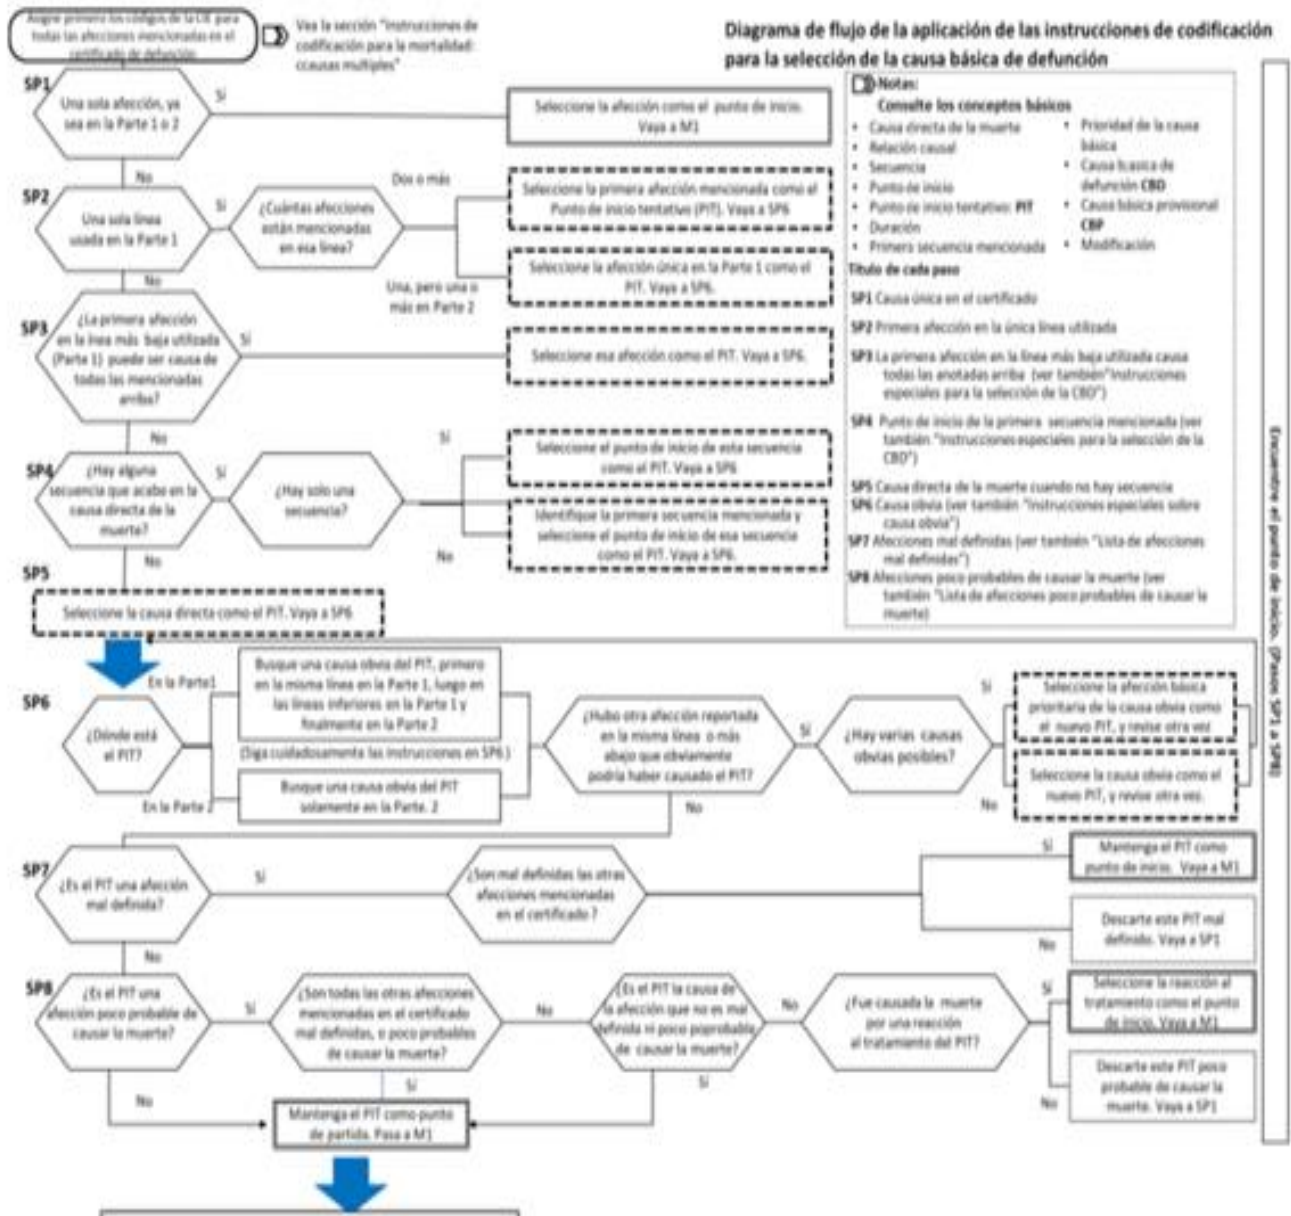 Asigne primero los códigos de la CIE para
todas las afecciones mencionadas en el
certificado de defunción
Vea la sección "Instrucciones de
codificación para la mortalidad:
ccausas multiples"
Diagrama de flujo de la aplicación de las instrucciones de codificación
para la selección de la causa básica de defunción
SP1
Una sola afección, ya
sea en la Parte 1 o 2
Sí
Seleccione la afección como el punto de inicio.
Vaya a M1
No
SP2
Una sola línea
usada en la Parte 1
Sí
¿Cuántas afecciones
están mencionadas
en esa línea?
Dos o más
Seleccione la primera afección mencionada como el
Punto de inicio tentativo (PIT). Vaya a SP6
Una, pero una o
más en Parte 2
Seleccione la afección única en la Parte 1 como el
PIT. Vaya a SP6.
No
SP3
¿La primera afección
en la línea más baja utilizada
(Parte 1) puede ser causa de
todas las mencionadas
arriba?
Sí
Seleccione esa afección como el PIT. Vaya a SP6.
No
SP4
¿Hay alguna
secuencia que acabe en la
causa directa de la
muerte?
Sí
¿Hay solo una
secuencia?
Sí
Seleccione el punto de inicio de esta secuencia
como el PIT. Vaya a SP6
No
Identifique la primera secuencia mencionada y
seleccione el punto de inicio de esa secuencia
como el PIT. Vaya a SP6.
No
SP5
Seleccione la causa directa como el PIT. Vaya a SP6
Notas:
Consulte los conceptos básicos
• Causa directa de la muerte
• Relación causal
• Secuencia
• Punto de inicio
• Punto de inicio tentativo: PIT
• Duración
• Primero secuencia mencionada
• Prioridad de la causa
básica
• Causa bcasica de
defunción CBD
• Causa básica provisional
CBP
• Modificación
Título de cada paso
SP1 Causa única en el certificado
SP2 Primera afección en la única línea utilizada
SP3 La primera afección en la línea más baja utilizada causa
todas las anotadas arriba (ver también"Instrucciones
especiales para la selección de la CBD")
SP4 Punto de inicio de la primera secuencia mencionada (ver
también "Instrucciones especiales para la selección de la
CBD")
SP5 Causa directa de la muerte cuando no hay secuencia
SP6 Causa obvia (ver también "Instrucciones especiales sobre
causa obvia")
SP7 Afecciones mal definidas (ver también "Lista de afecciones
mal definidas")
SP8 Afecciones poco probables de causar la muerte (ver
también "Lista de afecciones poco probables de causar la
muerte)
Encuentre el punto de inicio. (Pasos SP1 a SP8)
SP6
¿Dónde está
el PIT?
En la Parte1
Busque una causa obvia del PIT, primero
en la misma línea en la Parte 1, luego en
las líneas inferiores en la Parte 1 y
finalmente en la Parte 2
(Siga cuidadosamente las instrucciones en SP6)
En la Parte 2
Busque una causa obvia del PIT
solamente en la Parte. 2
¿Hubo otra afección reportada
en la misma línea o más
abajo que obviamente
podría haber causado el PIT?
Sí
¿Hay varias causas
obvias posibles?
Sí
Seleccione la afección básica
prioritaria de la causa obvia como
el nuevo PIT, y revise otra vez
No
Seleccione la causa obvia como el
nuevo PIT, y revise otra vez.
No
SP7
¿Es el PIT una afección
mal definida?
Sí
¿Son mal definidas las otras
afecciones mencionadas
en el certificado ?
Sí
Mantenga el PIT como
punto de inicio. Vaya a M1
No
Descarte este PIT mal
definido. Vaya a SP1
No
SP8
¿Es el PIT una
afección poco probable de
causar la muerte?
Sí
¿Son todas las otras afecciones
mencionadas en el certificado
mal definidas, o poco probables
de causar la muerte?
No
¿Es el PIT la causa de
la afección que no es mal
definida ni poco poprobable
de causar la muerte?
No
¿Fue causada la muerte
por una reacción
al tratamiento del PIT?
Sí
Seleccione la reacción al
tratamiento como el punto
de inicio. Vaya a M1
No
Descarte este PIT poco
probable de causar la
muerte. Vaya a SP1
No
Sí
Sí
Mantenga el PIT como punto
de partida. Pasa a M1